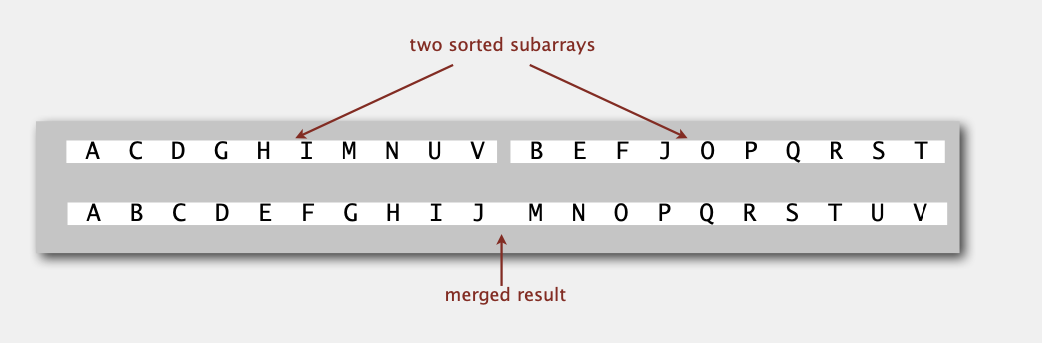 two sorted subarrays
A C D G H I M N U V B E F J O P Q R S T
A B C D E F G H I J M N O P Q R S T U V
merged result